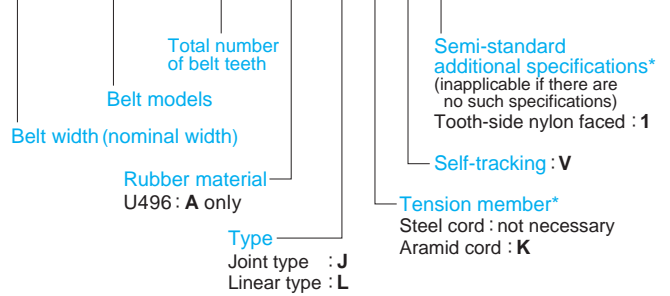 Total number
of belt teeth
Belt models
Belt width (nominal width)
Rubber material
U496 : A only
Type
Joint type : J
Linear type : L
Semi-standard
additional specifications*
(inapplicable if there are
no such specifications)
Tooth-side nylon faced : 1
Self-tracking : V
Tension member*
Steel cord : not necessary
Aramid cord : K